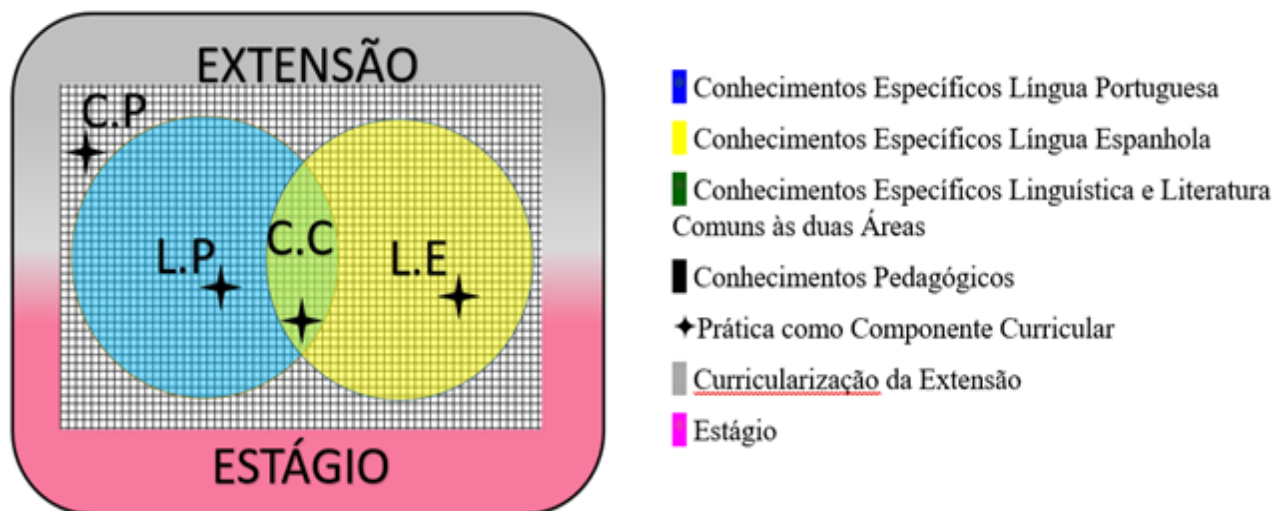 EXTENSÃO
C.P
L.P
C.C
L.E
ESTÁGIO
Conhecimentos Específicos Língua Portuguesa
Conhecimentos Específicos Língua Espanhola
Conhecimentos Específicos Linguística e Literatura
Comuns às duas Áreas
Conhecimentos Pedagógicos
✦Prática como Componente Curricular
Curricularização da Extensão
Estágio